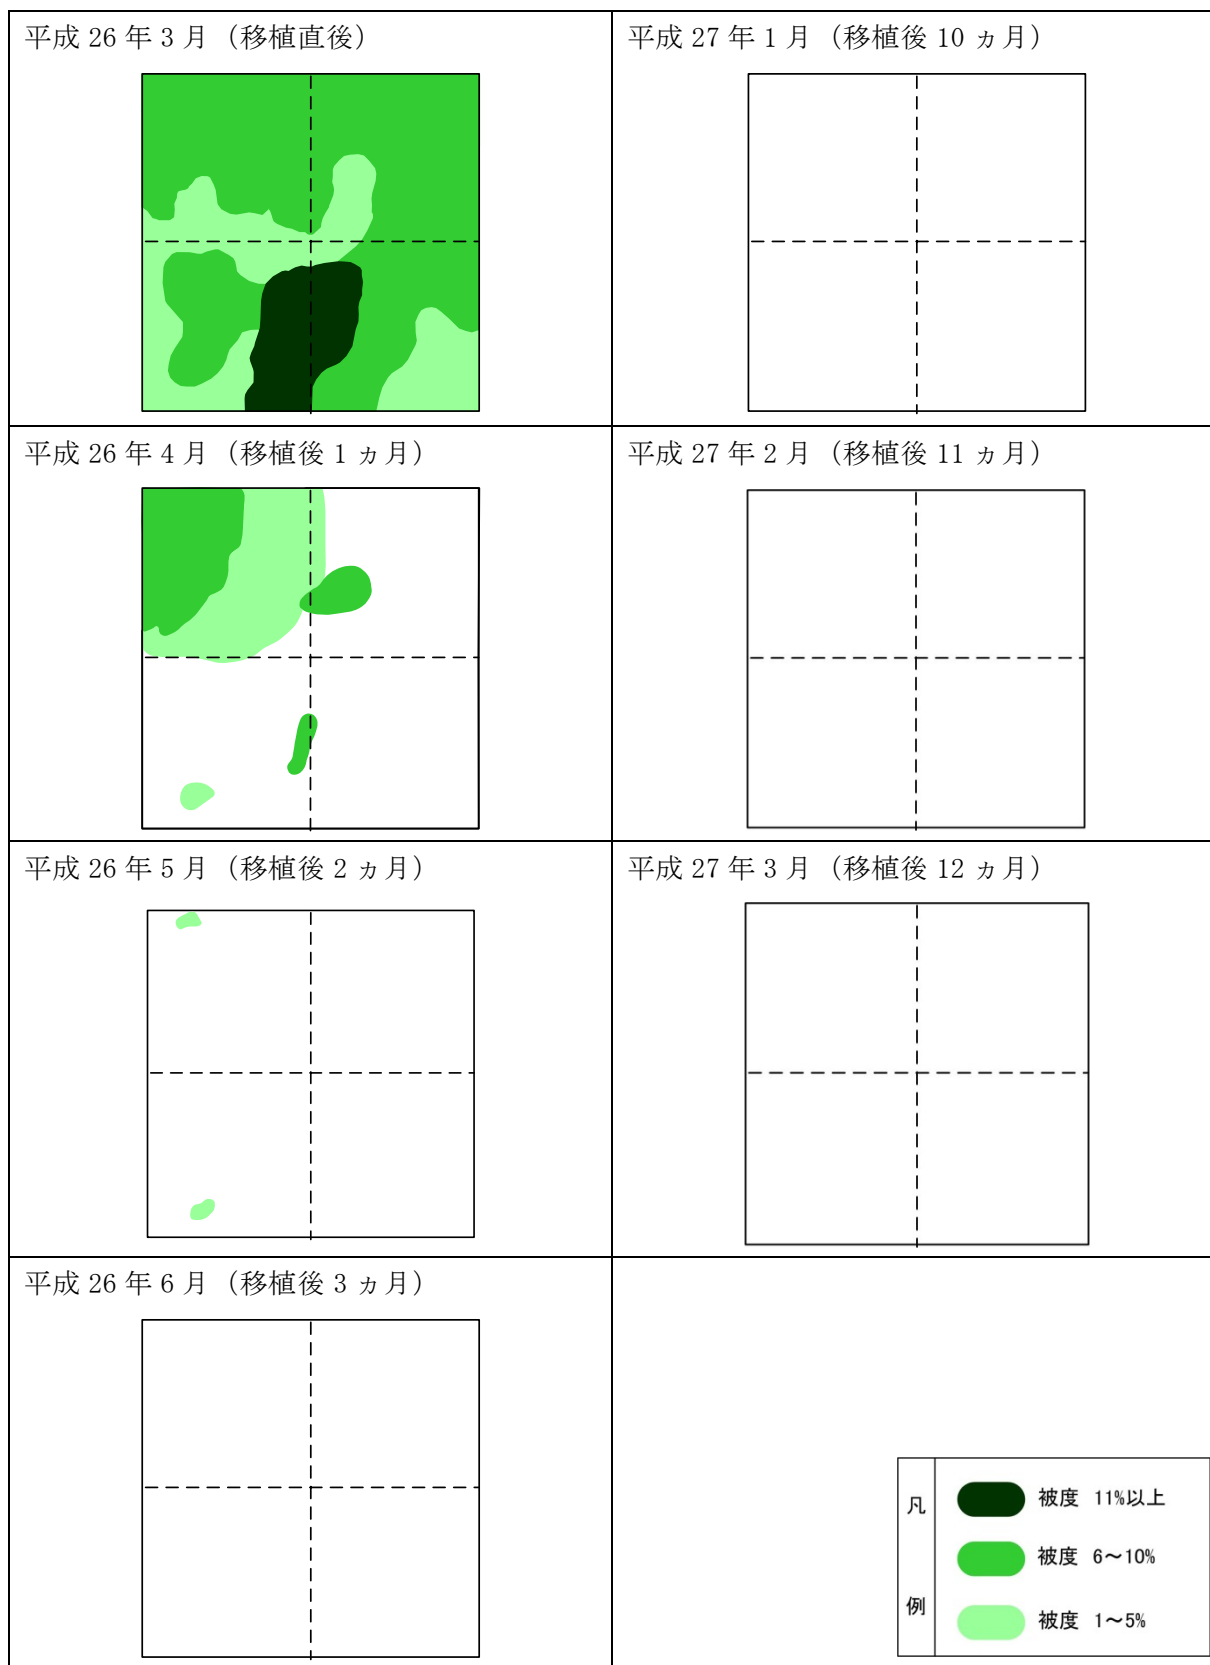 平成 26 年 3 月（移植直後）
平成 27 年 1 月（移植後 10 ヵ月）
平成 26 年 4 月（移植後 1 ヵ月）
平成 27 年 2 月（移植後 11 ヵ月）
平成 26 年 5 月（移植後 2 ヵ月）
平成 27 年 3 月（移植後 12 ヵ月）
平成 26 年 6 月（移植後 3 ヵ月）
凡例
被度 11%以上
被度 6～10%
被度 1～5%